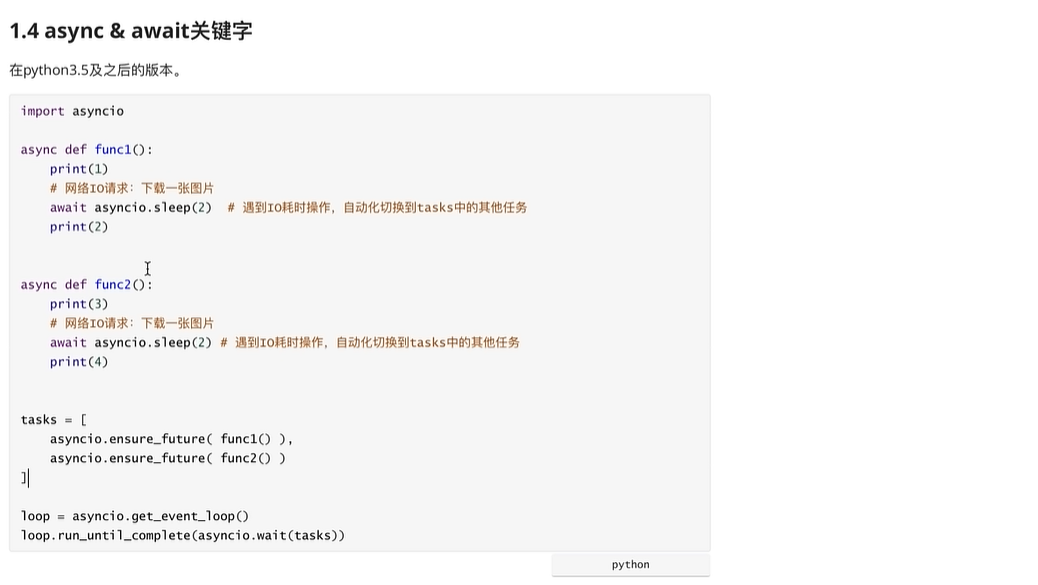 1.4 async & await关键字
在python3.5及之后的版本。
import asyncio
async def func1():
    print(1)
    # 网络IO请求：下载一张图片
    await asyncio.sleep(2)  # 遇到IO耗时操作，自动化切换到tasks中的其他任务
    print(2)
async def func2():
    print(3)
    # 网络IO请求：下载一张图片
    await asyncio.sleep(2) # 遇到IO耗时操作，自动化切换到tasks中的其他任务
    print(4)
tasks = [
    asyncio.ensure_future( func1() ),
    asyncio.ensure_future( func2() )
]
loop = asyncio.get_event_loop()
loop.run_until_complete(asyncio.wait(tasks))
python